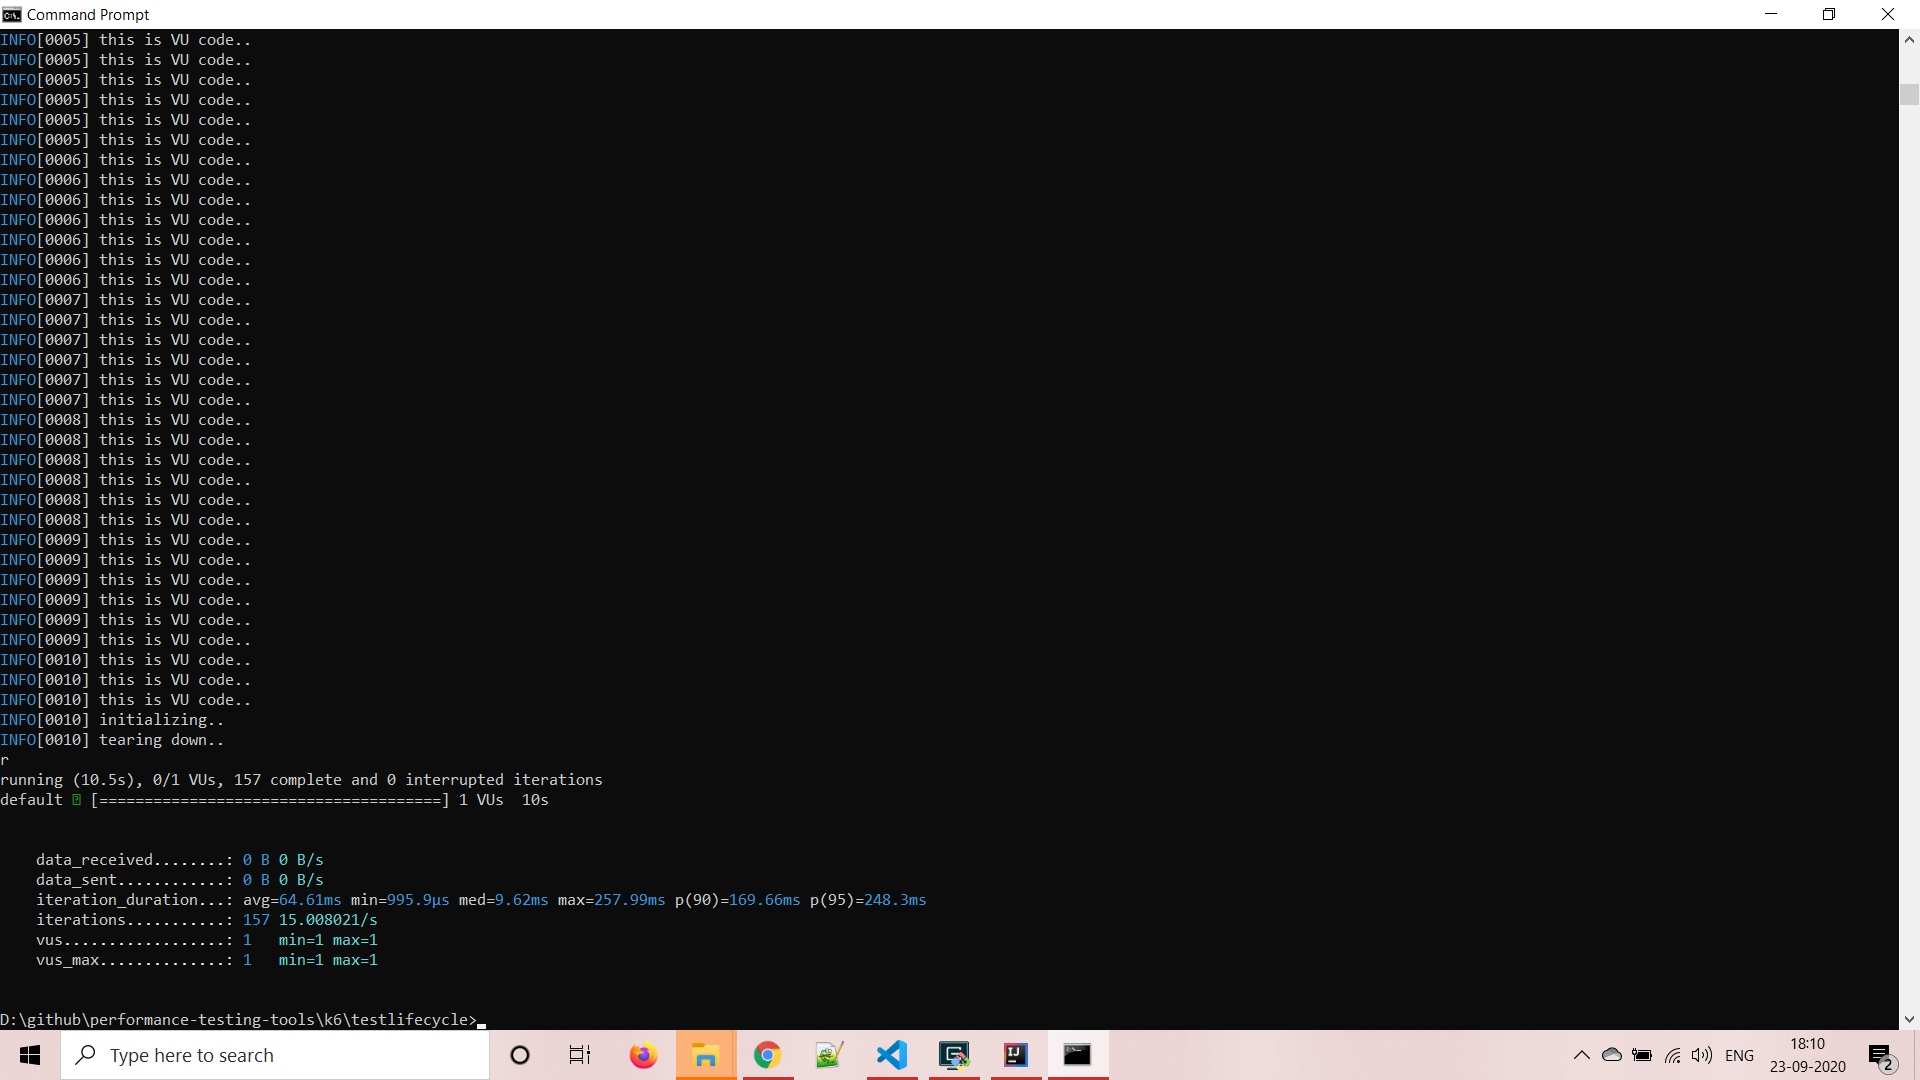 Command Prompt
INFO[0005] this is VU code..
INFO[0005] this is VU code..
INFO[0005] this is VU code..
INFO[0005] this is VU code..
INFO[0005] this is VU code..
INFO[0005] this is VU code..
INFO[0006] this is VU code..
INFO[0006] this is VU code..
INFO[0006] this is VU code..
INFO[0006] this is VU code..
INFO[0006] this is VU code..
INFO[0006] this is VU code..
INFO[0006] this is VU code..
INFO[0007] this is VU code..
INFO[0007] this is VU code..
INFO[0007] this is VU code..
INFO[0007] this is VU code..
INFO[0007] this is VU code..
INFO[0007] this is VU code..
INFO[0008] this is VU code..
INFO[0008] this is VU code..
INFO[0008] this is VU code..
INFO[0008] this is VU code..
INFO[0008] this is VU code..
INFO[0008] this is VU code..
INFO[0009] this is VU code..
INFO[0009] this is VU code..
INFO[0009] this is VU code..
INFO[0009] this is VU code..
INFO[0009] this is VU code..
INFO[0009] this is VU code..
INFO[0010] this is VU code..
INFO[0010] this is VU code..
INFO[0010] this is VU code..
INFO[0010] initializing..
INFO[0010] tearing down..
r
running (10.5s), 0/1 VUs, 157 complete and 0 interrupted iterations
default [======================================] 1 VUs  10s
data_received........: 0 B 0 B/s
data_sent............: 0 B 0 B/s
iteration_duration...: avg=64.61ms min=995.9µs med=9.62ms max=257.99ms p(90)=169.66ms p(95)=248.3ms
iterations...........: 157 15.008021/s
vus..................: 1   min=1 max=1
vus_max..............: 1   min=1 max=1
D:\github\performance-testing-tools\k6\testlifecycle>
Type here to search
ENG
18:10
23-09-2020
2